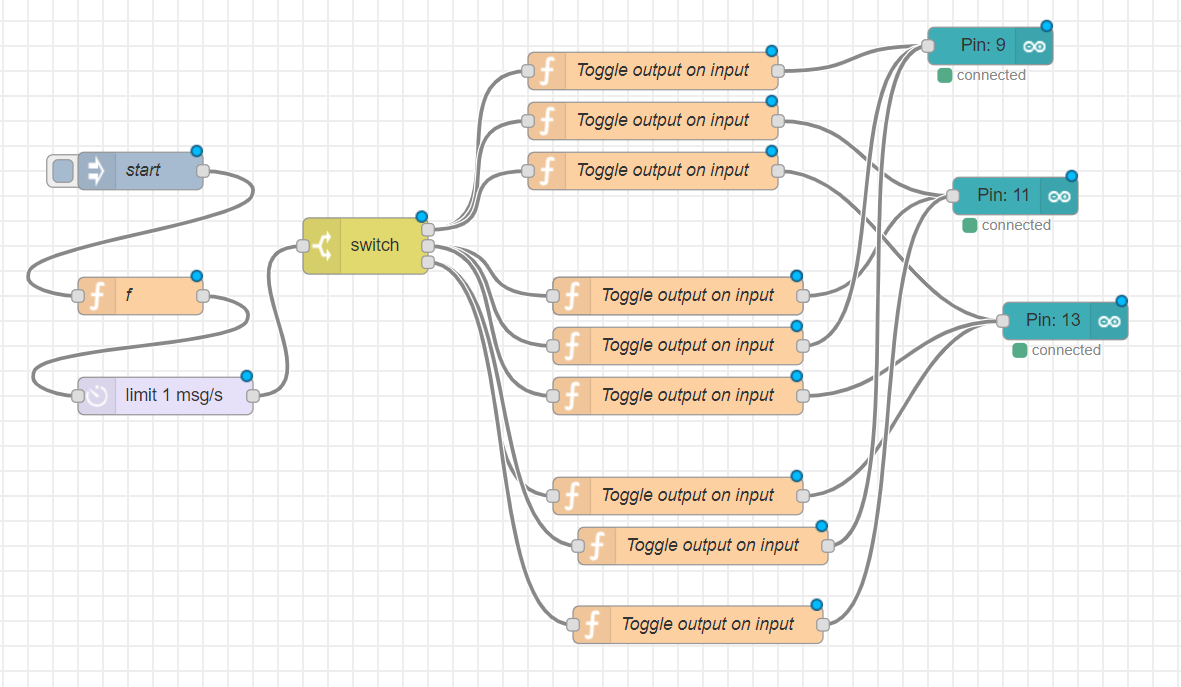 Pin: 9
connected
Toggle output on input
Toggle output on input
Toggle output on input
start
Pin: 11
connected
switch
f
Toggle output on input
Pin: 13
connected
Toggle output on input
limit 1 msg/s
Toggle output on input
Toggle output on input
Toggle output on input
Toggle output on input